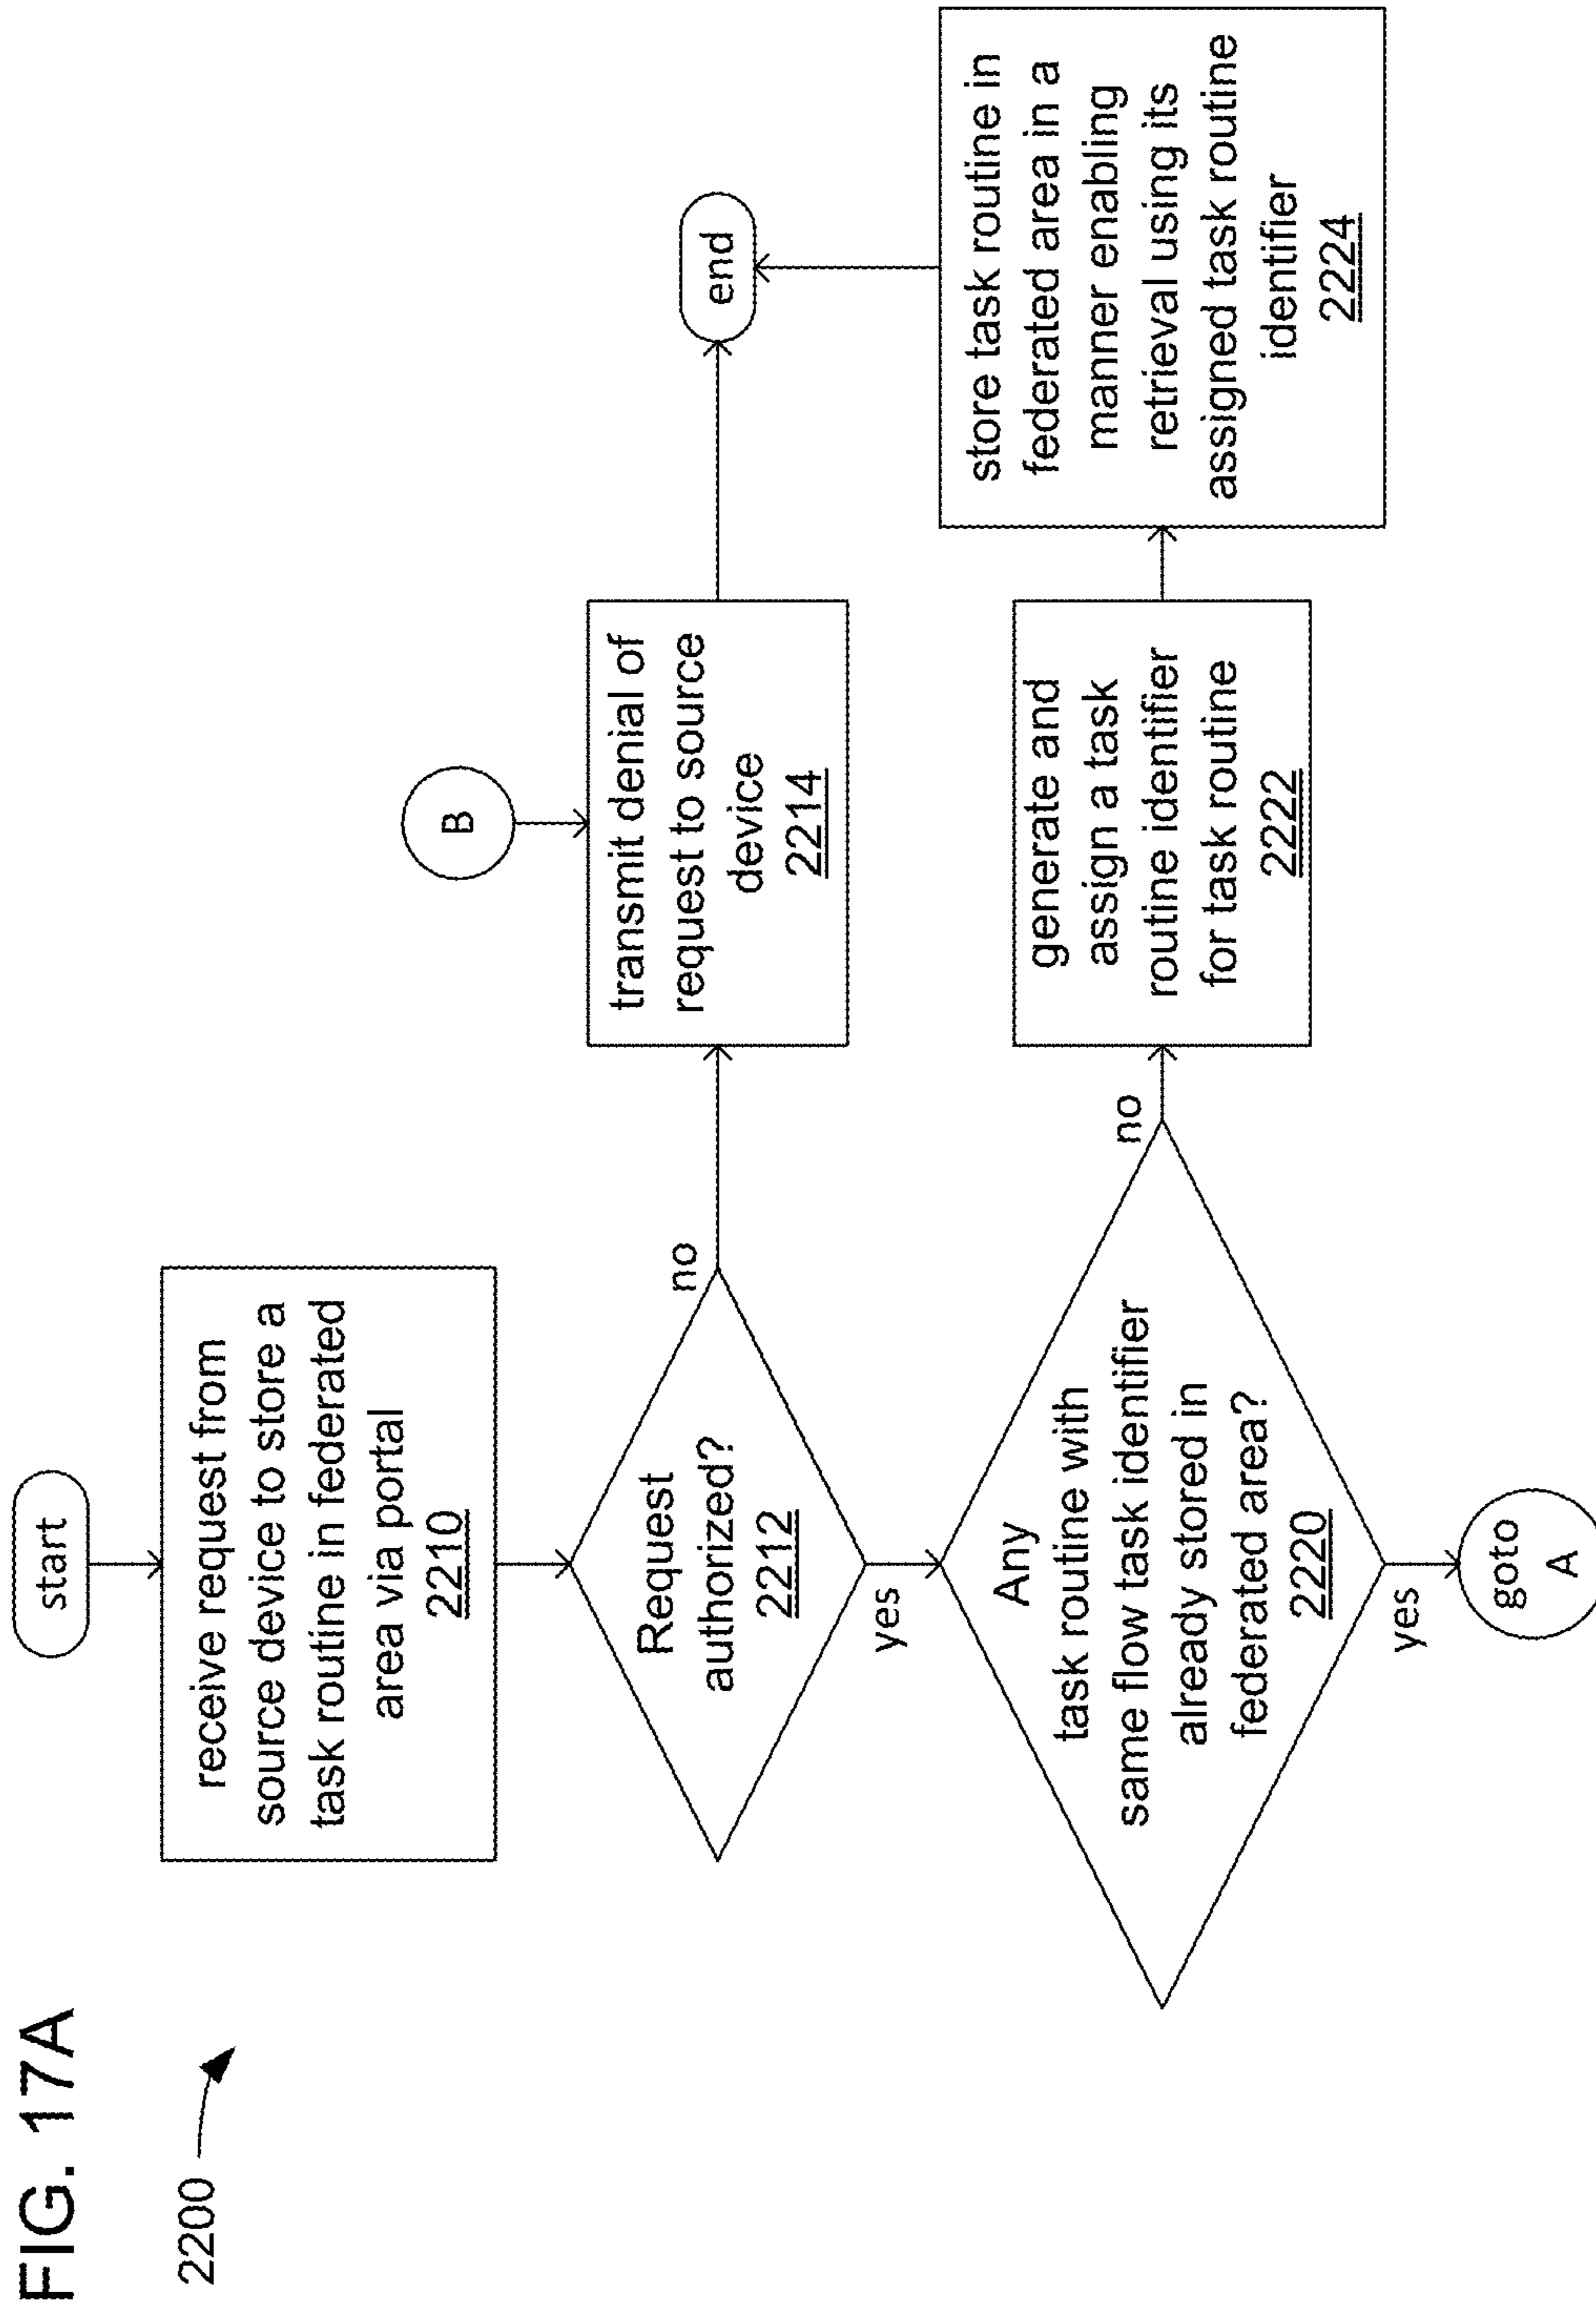 FIG. 17A
2200
start
receive request from
source device to store a
task routine in federated
area via portal
2210
Request
authorized?
2212
no
yes
B
transmit denial of
request to source
device
2214
end
Any
task routine with
same flow task identifier
already stored in
federated area?
2220
no
yes
generate and
assign a task
routine identifier
for task routine
2222
store task routine in
federated area in a
manner enabling
retrieval using its
assigned task routine
identifier
2224
goto
A